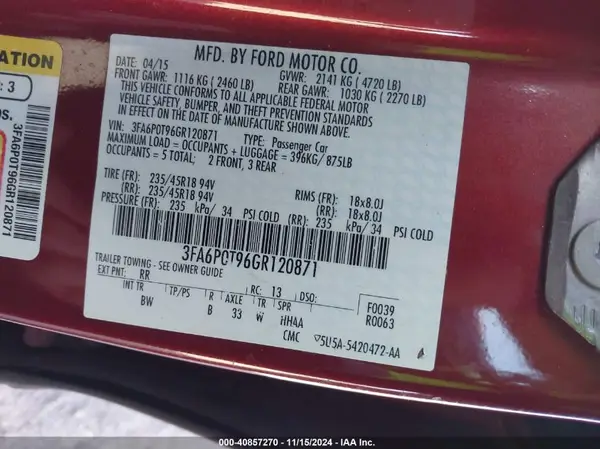 ATION
: 3
os.
3FA6P0T96GR120871
MFD. BY FORD MOTOR CO.
DATE: 04/15 GVWR: 2141 KG ( 4720 LB)
FRONT GAWR: 1116 KG ( 2460 LB) REAR GAWR: 1030 KG ( 2270 LB)
THIS VEHICLE CONFORMS TO ALL APPLICABLE FEDERAL MOTOR
VEHICLE SAFETY, BUMPER, AND THEFT PREVENTION STANDARDS
IN EFFECT ON THE DATE OF MANUFACTURE SHOWN ABOVE.
VIN: 3FA6P0T96GR120871 TYPE: Passenger Car
MAXIMUM LOAD = OCCUPANTS + LUGGAGE = 396KG/ 875LB
OCCUPANTS = 5 TOTAL; 2 FRONT, 3 REAR
TIRE (FR): 235/45R18 94V RIMS (FR): 18x8.0J
(RR): 235/45R18 94V (RR): 18x8.0J
PRESSURE (FR): 235 kPa/ 34 PSI COLD (RR): 235 kPa/ 34 PSI COLD
3FA6P0T96GR120871
TRAILER TOWING - SEE OWNER GUIDE
EXT PNT: RR RC: 13 DSO: F0039
INT TR TP/PS R AXLE TR SPR R0063
BW B 33 W HHAA
CMC 5U5A-5420472-AA
000-40857270 - 11/15/2024 - IAA Inc.